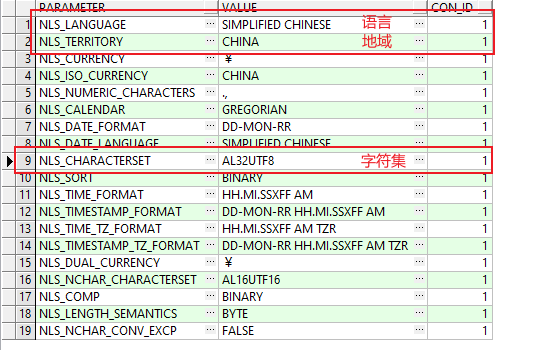 PARAMETER VALUE CON_ID
1 NLS_LANGUAGE ... SIMPLIFIED CHINESE 语言 ... 1
2 NLS_TERRITORY ... CHINA 地域 ... 1
3 NLS_CURRENCY ... ￥ ... 1
4 NLS_ISO_CURRENCY ... CHINA ... 1
5 NLS_NUMERIC_CHARACTERS ... ., ... 1
6 NLS_CALENDAR ... GREGORIAN ... 1
7 NLS_DATE_FORMAT ... DD-MON-RR ... 1
8 NLS_DATE_LANGUAGE ... SIMPLIFIED CHINESE ... 1
9 NLS_CHARACTERSET ... AL32UTF8 字符集 ... 1
10 NLS_SORT ... BINARY ... 1
11 NLS_TIME_FORMAT ... HH.MI.SSXFF AM ... 1
12 NLS_TIMESTAMP_FORMAT ... DD-MON-RR HH.MI.SSXFF AM ... 1
13 NLS_TIME_TZ_FORMAT ... HH.MI.SSXFF AM TZR ... 1
14 NLS_TIMESTAMP_TZ_FORMAT ... DD-MON-RR HH.MI.SSXFF AM TZR ... 1
15 NLS_DUAL_CURRENCY ... ￥ ... 1
16 NLS_NCHAR_CHARACTERSET ... AL16UTF16 ... 1
17 NLS_COMP ... BINARY ... 1
18 NLS_LENGTH_SEMANTICS ... BYTE ... 1
19 NLS_NCHAR_CONV_EXCP ... FALSE ... 1